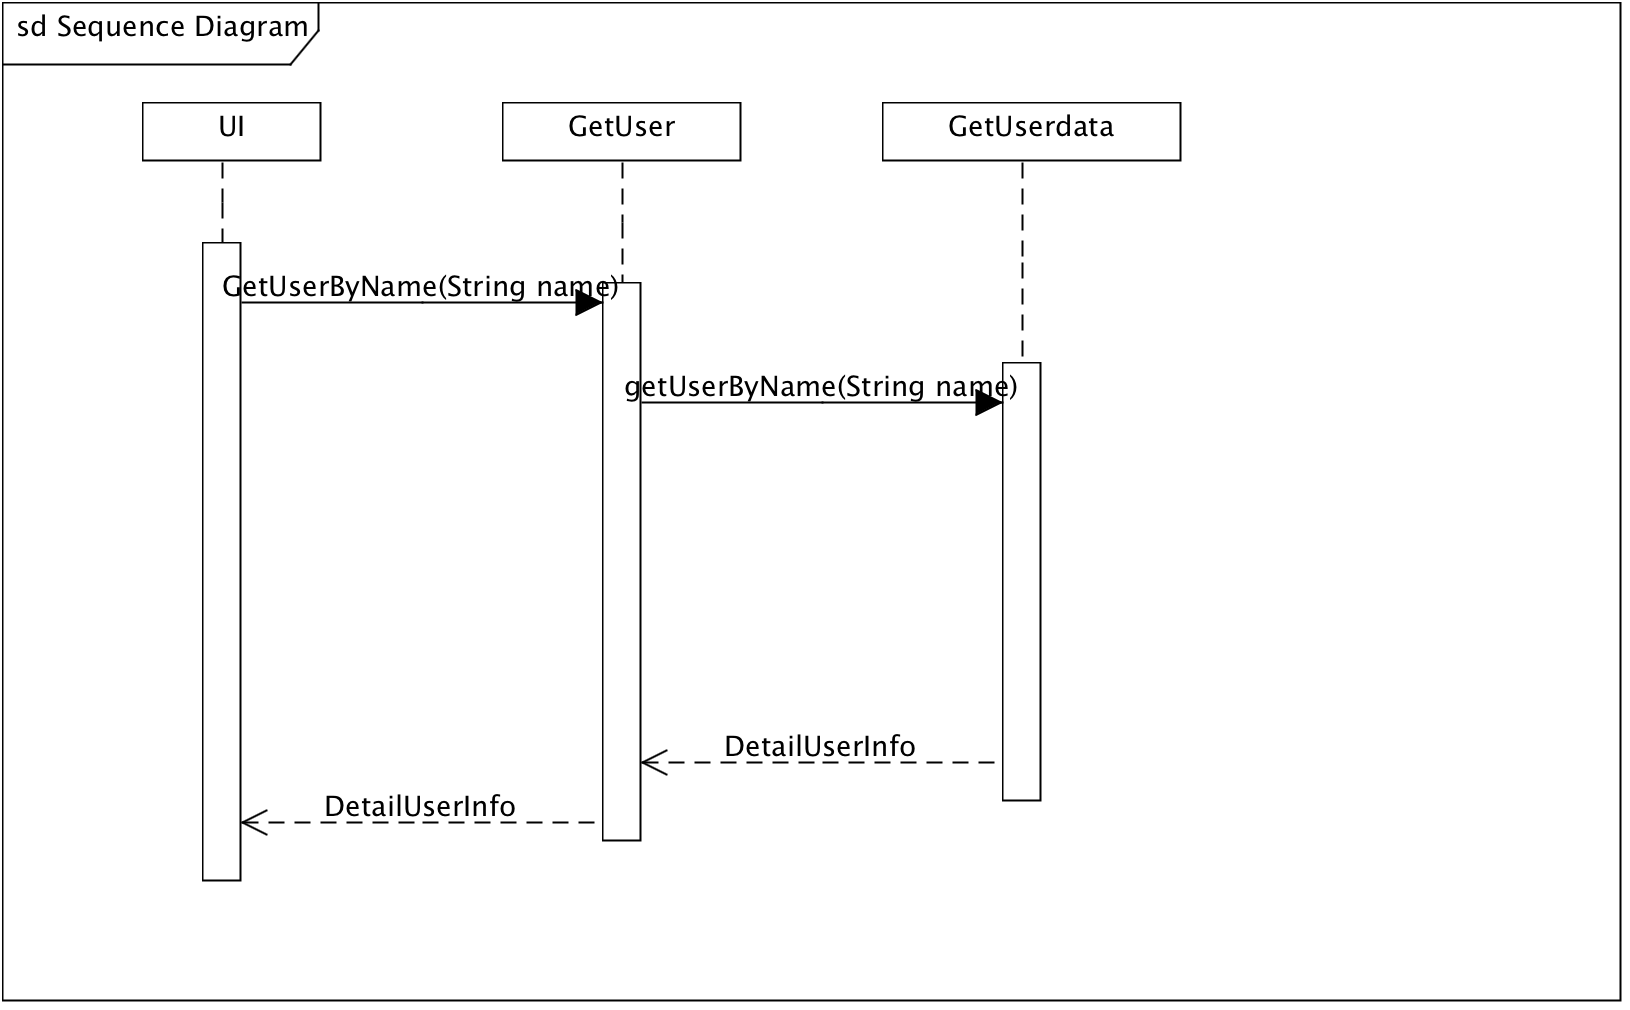 sd Sequence Diagram
UI
GetUser
GetUserdata
GetUserByName(String name)
getUserByName(String name)
DetailUserInfo
DetailUserInfo